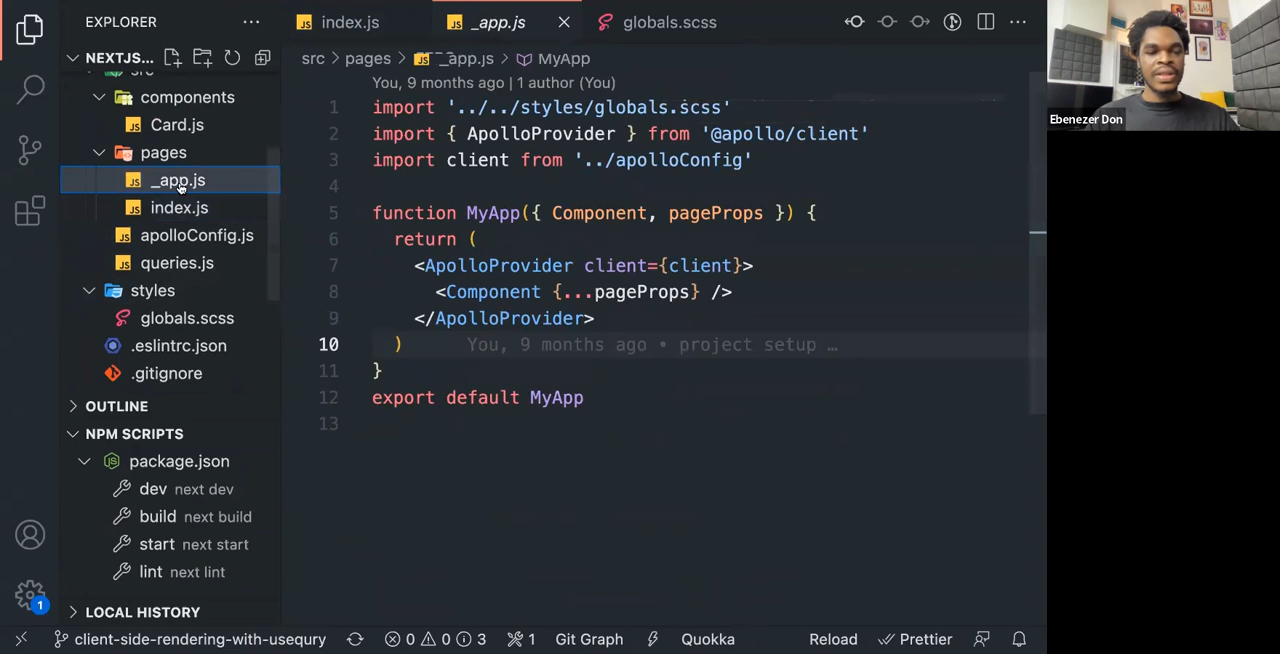 EXPLORER
index.js
_app.js
globals.scss
NEXTJS...
src > pages > _app.js > MyApp
src
components
Card.js
pages
_app.js
index.js
apolloConfig.js
queries.js
styles
globals.scss
.eslintrc.json
.gitignore
OUTLINE
NPM SCRIPTS
package.json
dev next dev
build next build
start next start
lint next lint
LOCAL HISTORY
You, 9 months ago | 1 author (You)
1 import '../../styles/globals.scss'
2 import { ApolloProvider } from '@apollo/client'
3 import client from '../apolloConfig'
4
5 function MyApp({ Component, pageProps }) {
6 return (
7 <ApolloProvider client={client}>
8 <Component {...pageProps} />
9 </ApolloProvider>
10 ) You, 9 months ago • project setup …
11 }
12 export default MyApp
13
Ebenezer Don
1
client-side-rendering-with-usequry
0
0
3
1
Git Graph
Quokka
Reload
Prettier